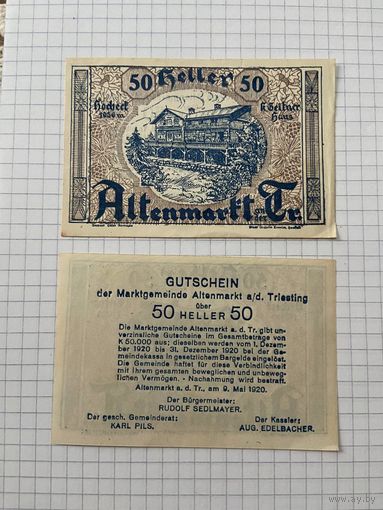 50 Heller 50
Hocheck
1036 m
Haus
Altenmarkt an der Tr.
GUTSCHEIN
der Marktgemeinde Altenmarkt a/d. Triesting
über
50 HELLER 50
Die Marktgemeinde Altenmarkt a. d. Tr. gibt un-
verzinsliche Gutscheine im Gesamtbetrage von
K 50.000 aus; dieselben werden vom 1. Dezem-
ber 1920 bis 31. Dezember 1920 bei der Ge-
meindekassa in gesetzlichem Bargelde eingelöst.
Die Gemeinde haftet für diese Verbindlichkeit
mit ihrem gesamten beweglichen und unbeweg-
lichen Vermögen. - Nachahmung wird bestraft.
Altenmarkt a. d. Tr., am 9. Mai 1920.
Der Bürgermeister:
RUDOLF SEDLMAYER.
Der gesch. Gemeinderat: Der Kassier:
KARL PILS. AUG. EDELBACHER.
www.ay.by